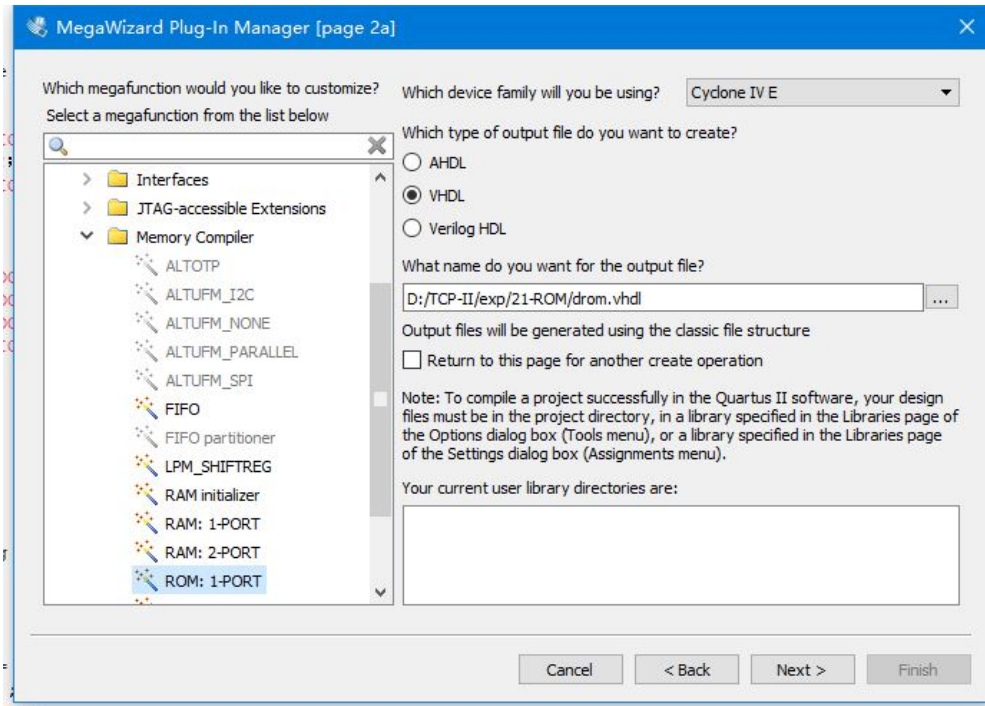 MegaWizard Plug-In Manager [page 2a]
Which megafunction would you like to customize?
Select a megafunction from the list below
Interfaces
JTAG-accessible Extensions
Memory Compiler
ALTOTP
ALTUFM_I2C
ALTUFM_NONE
ALTUFM_PARALLEL
ALTUFM_SPI
FIFO
FIFO partitioner
LPM_SHIFTREG
RAM initializer
RAM: 1-PORT
RAM: 2-PORT
ROM: 1-PORT
Which device family will you be using? Cyclone IV E
Which type of output file do you want to create?
AHDL
VHDL
Verilog HDL
What name do you want for the output file?
D:/TCP-II/exp/21-ROM/drom.vhdl
...
Output files will be generated using the classic file structure
Return to this page for another create operation
Note: To compile a project successfully in the Quartus II software, your design
files must be in the project directory, in a library specified in the Libraries page of
the Options dialog box (Tools menu), or a library specified in the Libraries page
of the Settings dialog box (Assignments menu).
Your current user library directories are:
Cancel < Back Next > Finish